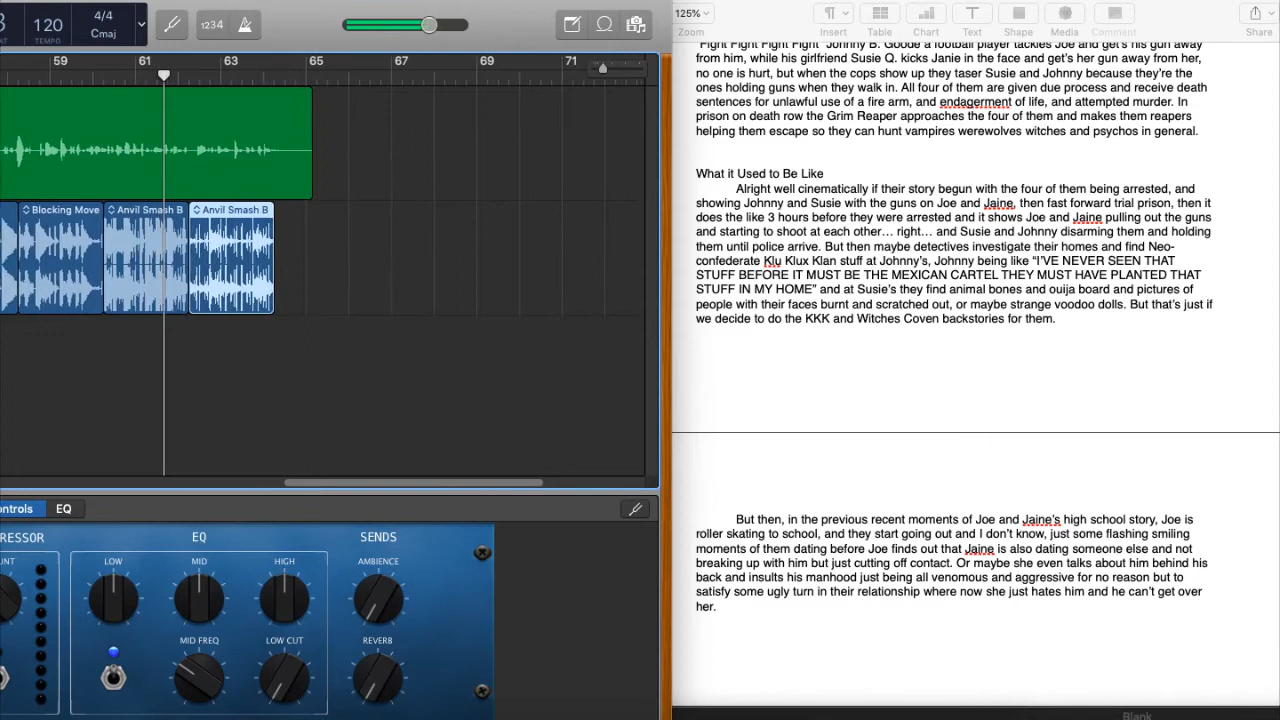 120
TEMPO
4/4
Cmaj
1234
125%
Zoom
Insert
Table
Chart
Text
Shape
Media
Comment
Share
59
61
63
65
67
69
71
Blocking Move
Anvil Smash B
Anvil Smash B
"Fight Fight Fight Fight" Johnny B. Goode a football player tackles Joe and get's his gun away
from him, while his girlfriend Susie Q. kicks Janie in the face and get's her gun away from her,
no one is hurt, but when the cops show up they taser Susie and Johnny because they're the
ones holding guns when they walk in. All four of them are given due process and receive death
sentences for unlawful use of a fire arm, and endagerment of life, and attempted murder. In
prison on death row the Grim Reaper approaches the four of them and makes them reapers
helping them escape so they can hunt vampires werewolves witches and psychos in general.
What it Used to Be Like
Alright well cinematically if their story begun with the four of them being arrested, and
showing Johnny and Susie with the guns on Joe and Jaine, then fast forward trial prison, then it
does the like 3 hours before they were arrested and it shows Joe and Jaine pulling out the guns
and starting to shoot at each other… right… and Susie and Johnny disarming them and holding
them until police arrive. But then maybe detectives investigate their homes and find Neo-
confederate Klu Klux Klan stuff at Johnny's, Johnny being like “I'VE NEVER SEEN THAT
STUFF BEFORE IT MUST BE THE MEXICAN CARTEL THEY MUST HAVE PLANTED THAT
STUFF IN MY HOME” and at Susie's they find animal bones and ouija board and pictures of
people with their faces burnt and scratched out, or maybe strange voodoo dolls. But that's just if
we decide to do the KKK and Witches Coven backstories for them.
But then, in the previous recent moments of Joe and Jaine's high school story, Joe is
roller skating to school, and they start going out and I don't know, just some flashing smiling
moments of them dating before Joe finds out that Jaine is also dating someone else and not
breaking up with him but just cutting off contact. Or maybe she even talks about him behind his
back and insults his manhood just being all venomous and aggressive for no reason but to
satisfy some ugly turn in their relationship where now she just hates him and he can't get over
her.
ontrols
EQ
RESSOR
EQ
SENDS
LOW
MID
HIGH
AMBIENCE
MID FREQ
LOW CUT
REVERB
Blank